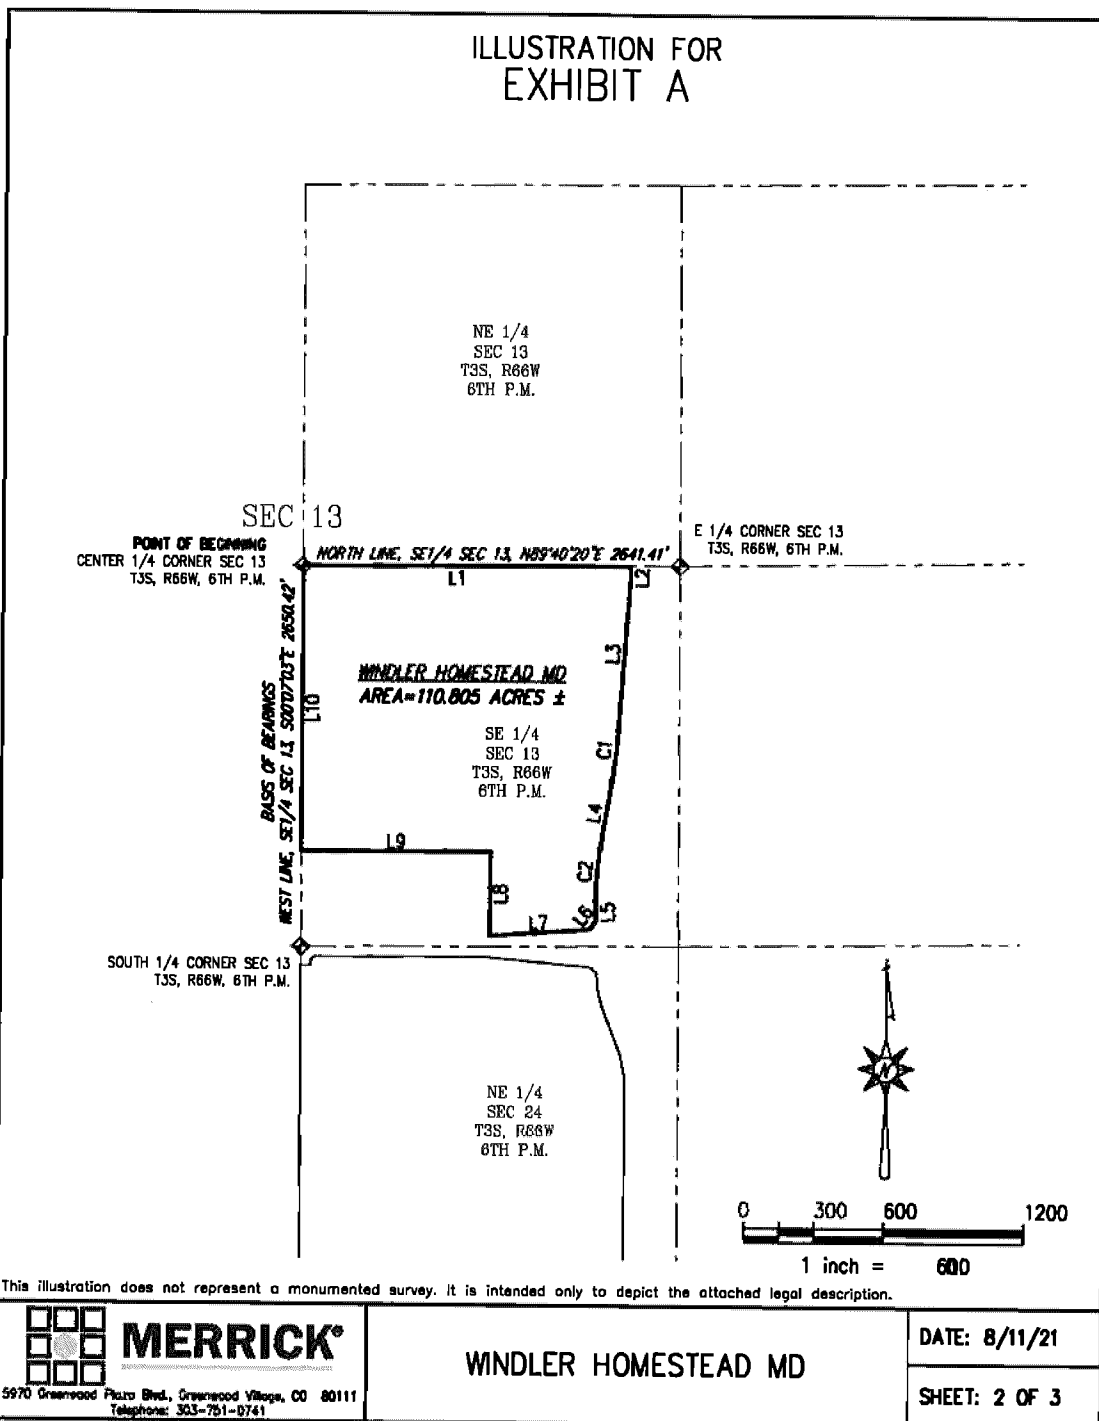 ILLUSTRATION FOR
EXHIBIT A
NE 1/4
SEC 13
T3S, R66W
6TH P.M.
SEC 13
POINT OF BEGINNING
CENTER 1/4 CORNER SEC 13
T3S, R66W, 6TH P.M.
NORTH LINE, SE1/4 SEC 13, N89°40'20"E 2641.41'
E 1/4 CORNER SEC 13
T3S, R66W, 6TH P.M.
L1
L2
L3
WINDLER HOMESTEAD MD
AREA=110.805 ACRES ±
BASIS OF BEARINGS
WEST LINE, SE1/4 SEC 13, S00°07'03"E 2650.42'
L10
SE 1/4
SEC 13
T3S, R66W
6TH P.M.
C1
L4
L9
C2
L8
L7
L6
L5
SOUTH 1/4 CORNER SEC 13
T3S, R66W, 6TH P.M.
NE 1/4
SEC 24
T3S, R66W
6TH P.M.
N
0 300 600 1200
1 inch = 600
This illustration does not represent a monumented survey. It is intended only to depict the attached legal description.
MERRICK®
5970 Greenwood Plaza Blvd., Greenwood Village, CO 80111
Telephone: 303-751-0741
WINDLER HOMESTEAD MD
DATE: 8/11/21
SHEET: 2 OF 3